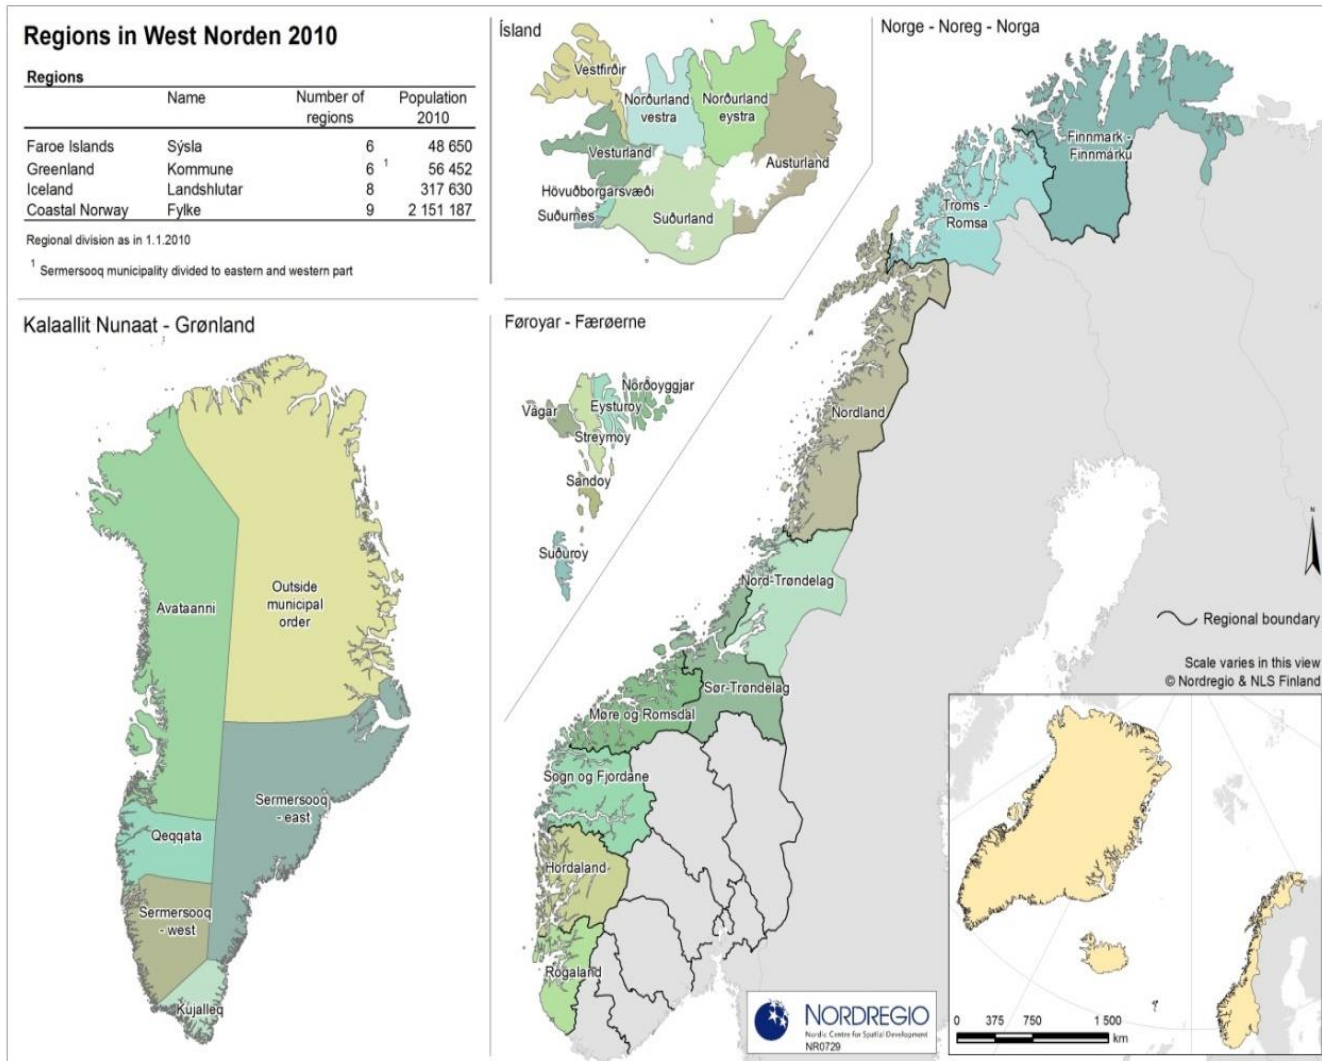 Regions in West Norden 2010
Regions
Name Number of regions Population 2010
Faroe Islands Sýsla 6 48 650
Greenland Kommune 6 1 56 452
Iceland Landshlutar 8 317 630
Coastal Norway Fylke 9 2 151 187
Regional division as in 1.1.2010
1 Sermersooq municipality divided to eastern and western part
Ísland
Vestfirðir
Norðurland
vestra
Norðurland
eystra
Vesturland
Austurland
Hövuðborgarsvæði
Suðurnes
Suðurland
Norge - Noreg - Norga
Finnmark -
Finnmárku
Troms -
Romsa
Nordland
Nord-Trøndelag
Sør-Trøndelag
Møre og Romsdal
Sogn og Fjordane
Hordaland
Rogaland
Kalaallit Nunaat - Grønland
Avataanni
Outside
municipal
order
Qeqqata
Sermersooq
- east
Sermersooq
- west
Kujalleq
Føroyar - Færøerne
Norðoyggjar
Vágar
Eysturoy
Streymoy
Sandoy
Suðuroy
N
Regional boundary
Scale varies in this view
© Nordregio & NLS Finland
NORDREGIO
Nordic Centre for Spatial Development
NR0729
0 375 750 1 500
km